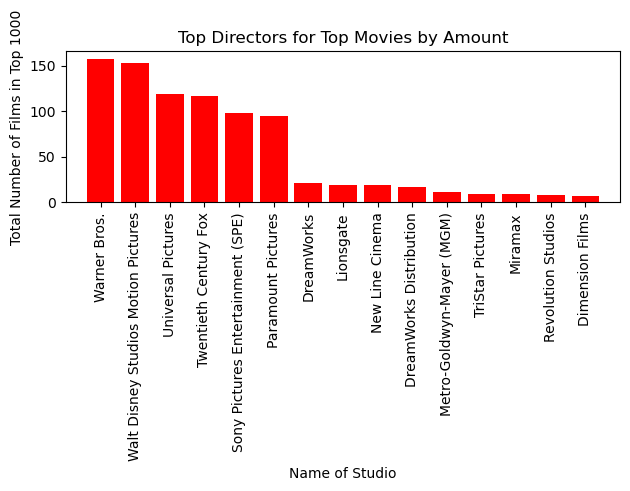 Top Directors for Top Movies by Amount
Total Number of Films in Top 1000
150
100
50
0
Warner Bros.
Walt Disney Studios Motion Pictures
Universal Pictures
Twentieth Century Fox
Sony Pictures Entertainment (SPE)
Paramount Pictures
DreamWorks
Lionsgate
New Line Cinema
DreamWorks Distribution
Metro-Goldwyn-Mayer (MGM)
TriStar Pictures
Miramax
Revolution Studios
Dimension Films
Name of Studio